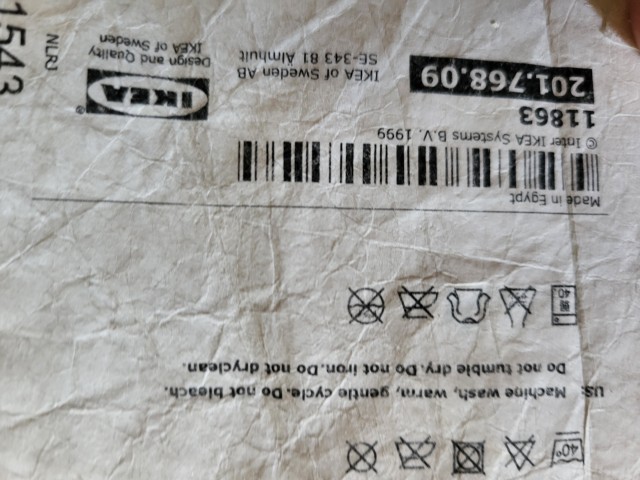 40°
US: Machine wash, warm, gentle cycle. Do not bleach.
Do not tumble dry. Do not iron. Do not dryclean.
40
Made in Egypt
© Inter IKEA Systems B.V. 1999
11863
201.768.09
IKEA of Sweden AB
SE-343 81 Älmhult
IKEA®
Design and Quality
IKEA of Sweden
NLRJ
1543